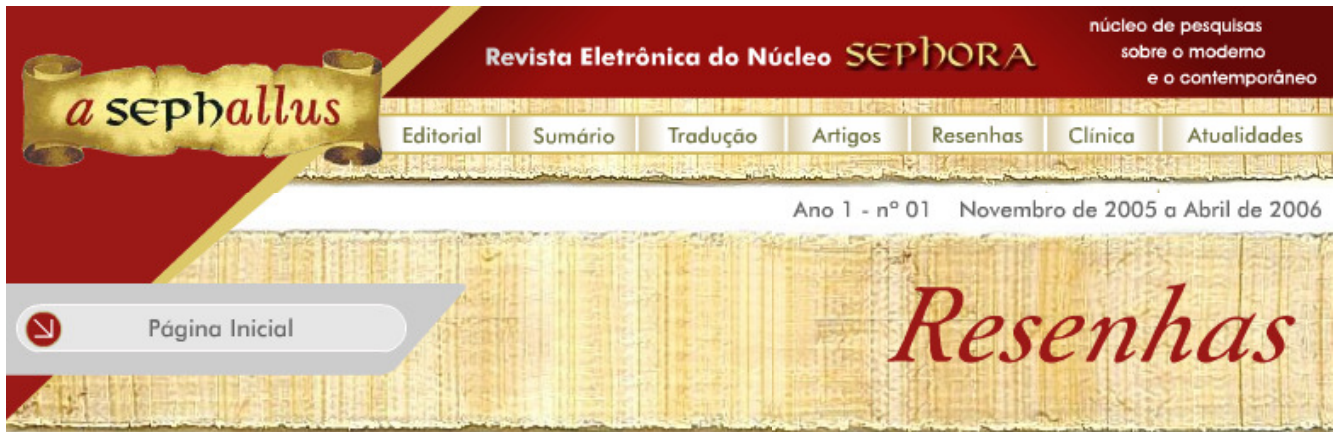 a sephallus
Revista Eletrônica do Núcleo SEPHORA
núcleo de pesquisas
sobre o moderno
e o contemporâneo
Editorial Sumário Tradução Artigos Resenhas Clínica Atualidades
Ano 1 - nº 01 Novembro de 2005 a Abril de 2006
Página Inicial
Resenhas